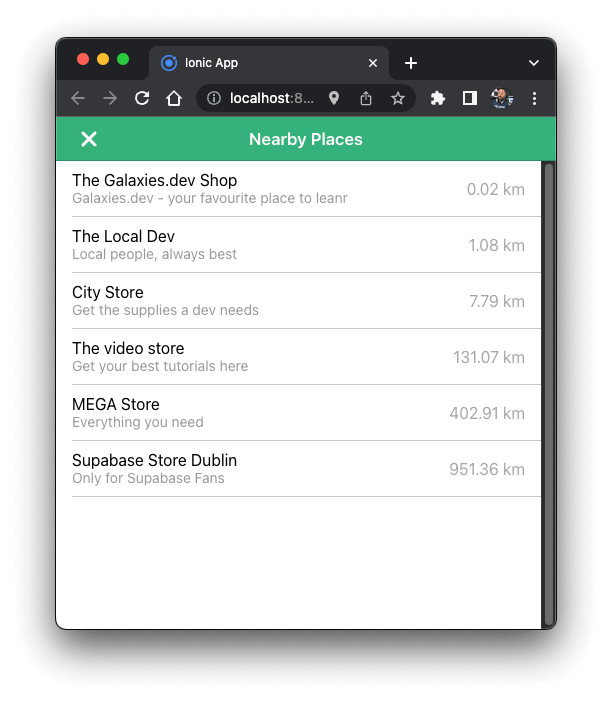 Ionic App
localhost:8...
Nearby Places
The Galaxies.dev Shop
Galaxies.dev - your favourite place to leanr
0.02 km
The Local Dev
Local people, always best
1.08 km
City Store
Get the supplies a dev needs
7.79 km
The video store
Get your best tutorials here
131.07 km
MEGA Store
Everything you need
402.91 km
Supabase Store Dublin
Only for Supabase Fans
951.36 km